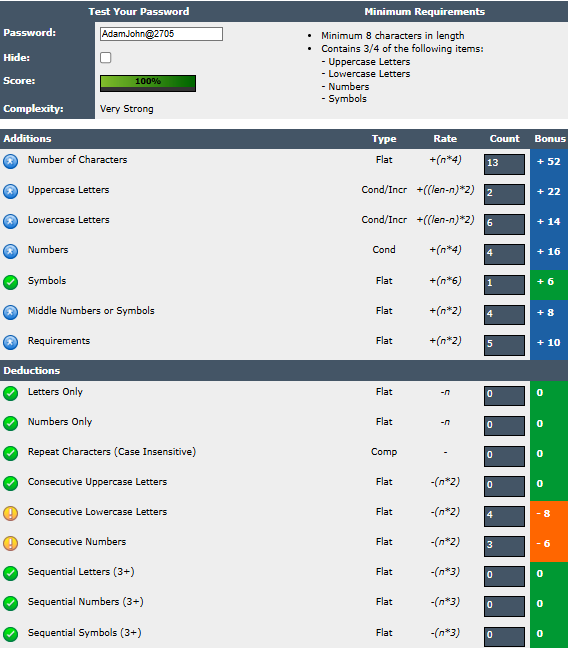 Test Your Password Minimum Requirements
Password: AdamJohn@2705
• Minimum 8 characters in length
• Contains 3/4 of the following items:
- Uppercase Letters
- Lowercase Letters
- Numbers
- Symbols
Hide:
Score: 100%
Complexity: Very Strong
Additions Type Rate Count Bonus
Number of Characters Flat +(n*4) 13 + 52
Uppercase Letters Cond/Incr +((len-n)*2) 2 + 22
Lowercase Letters Cond/Incr +((len-n)*2) 6 + 14
Numbers Cond +(n*4) 4 + 16
Symbols Flat +(n*6) 1 + 6
Middle Numbers or Symbols Flat +(n*2) 4 + 8
Requirements Flat +(n*2) 5 + 10
Deductions
Letters Only Flat -n 0 0
Numbers Only Flat -n 0 0
Repeat Characters (Case Insensitive) Comp - 0 0
Consecutive Uppercase Letters Flat -(n*2) 0 0
Consecutive Lowercase Letters Flat -(n*2) 4 - 8
Consecutive Numbers Flat -(n*2) 3 - 6
Sequential Letters (3+) Flat -(n*3) 0 0
Sequential Numbers (3+) Flat -(n*3) 0 0
Sequential Symbols (3+) Flat -(n*3) 0 0